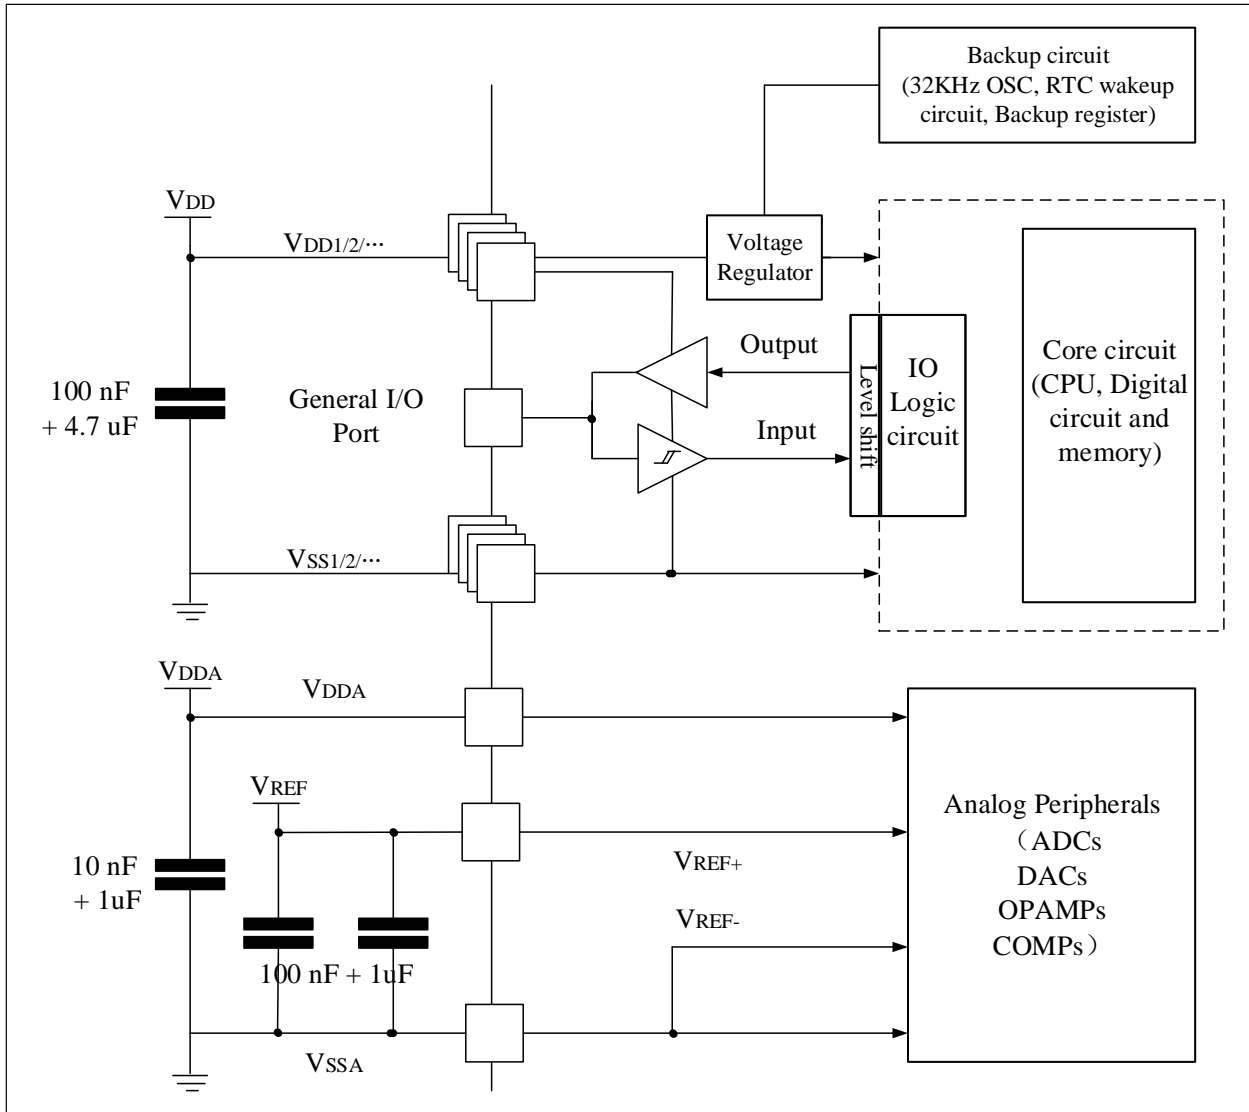 Backup circuit
(32KHz OSC, RTC wakeup
circuit, Backup register)
VDD
VDD1/2/···
Voltage
Regulator
100 nF
+ 4.7 uF
General I/O
Port
Output
Input
Level shift
IO
Logic
circuit
Core circuit
(CPU, Digital
circuit and
memory)
VSS1/2/···
VDDA
VDDA
VREF
10 nF
+ 1uF
100 nF + 1uF
VREF+
VREF-
VSSA
Analog Peripherals
（ADCs
DACs
OPAMPs
COMPs）